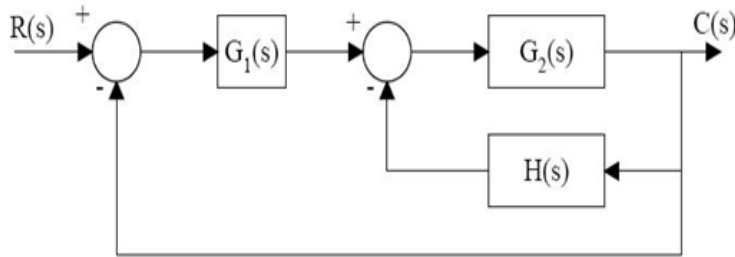 R(s)
+
-
G₁(s)
+
-
G₂(s)
C(s)
H(s)